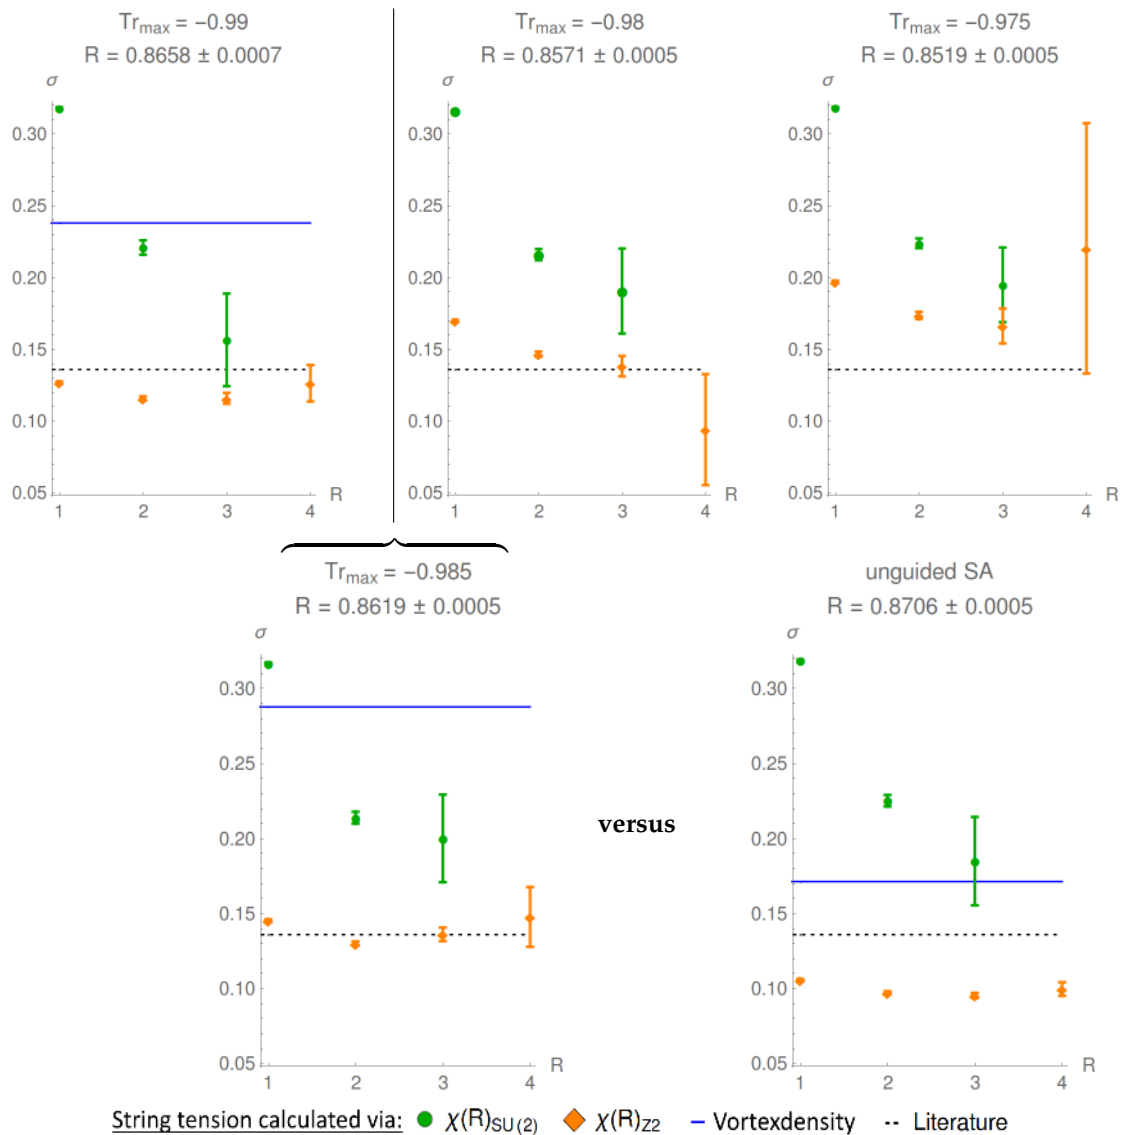 Tr_max = −0.99
R = 0.8658 ± 0.0007
σ
0.30
0.25
0.20
0.15
0.10
0.05
1 2 3 4 R
Tr_max = −0.98
R = 0.8571 ± 0.0005
σ
0.30
0.25
0.20
0.15
0.10
0.05
1 2 3 4 R
Tr_max = −0.975
R = 0.8519 ± 0.0005
σ
0.30
0.25
0.20
0.15
0.10
0.05
1 2 3 4 R
Tr_max = −0.985
R = 0.8619 ± 0.0005
σ
0.30
0.25
0.20
0.15
0.10
0.05
1 2 3 4 R
versus
unguided SA
R = 0.8706 ± 0.0005
σ
0.30
0.25
0.20
0.15
0.10
0.05
1 2 3 4 R
String tension calculated via: χ(R)SU(2) χ(R)Z2 Vortexdensity Literature